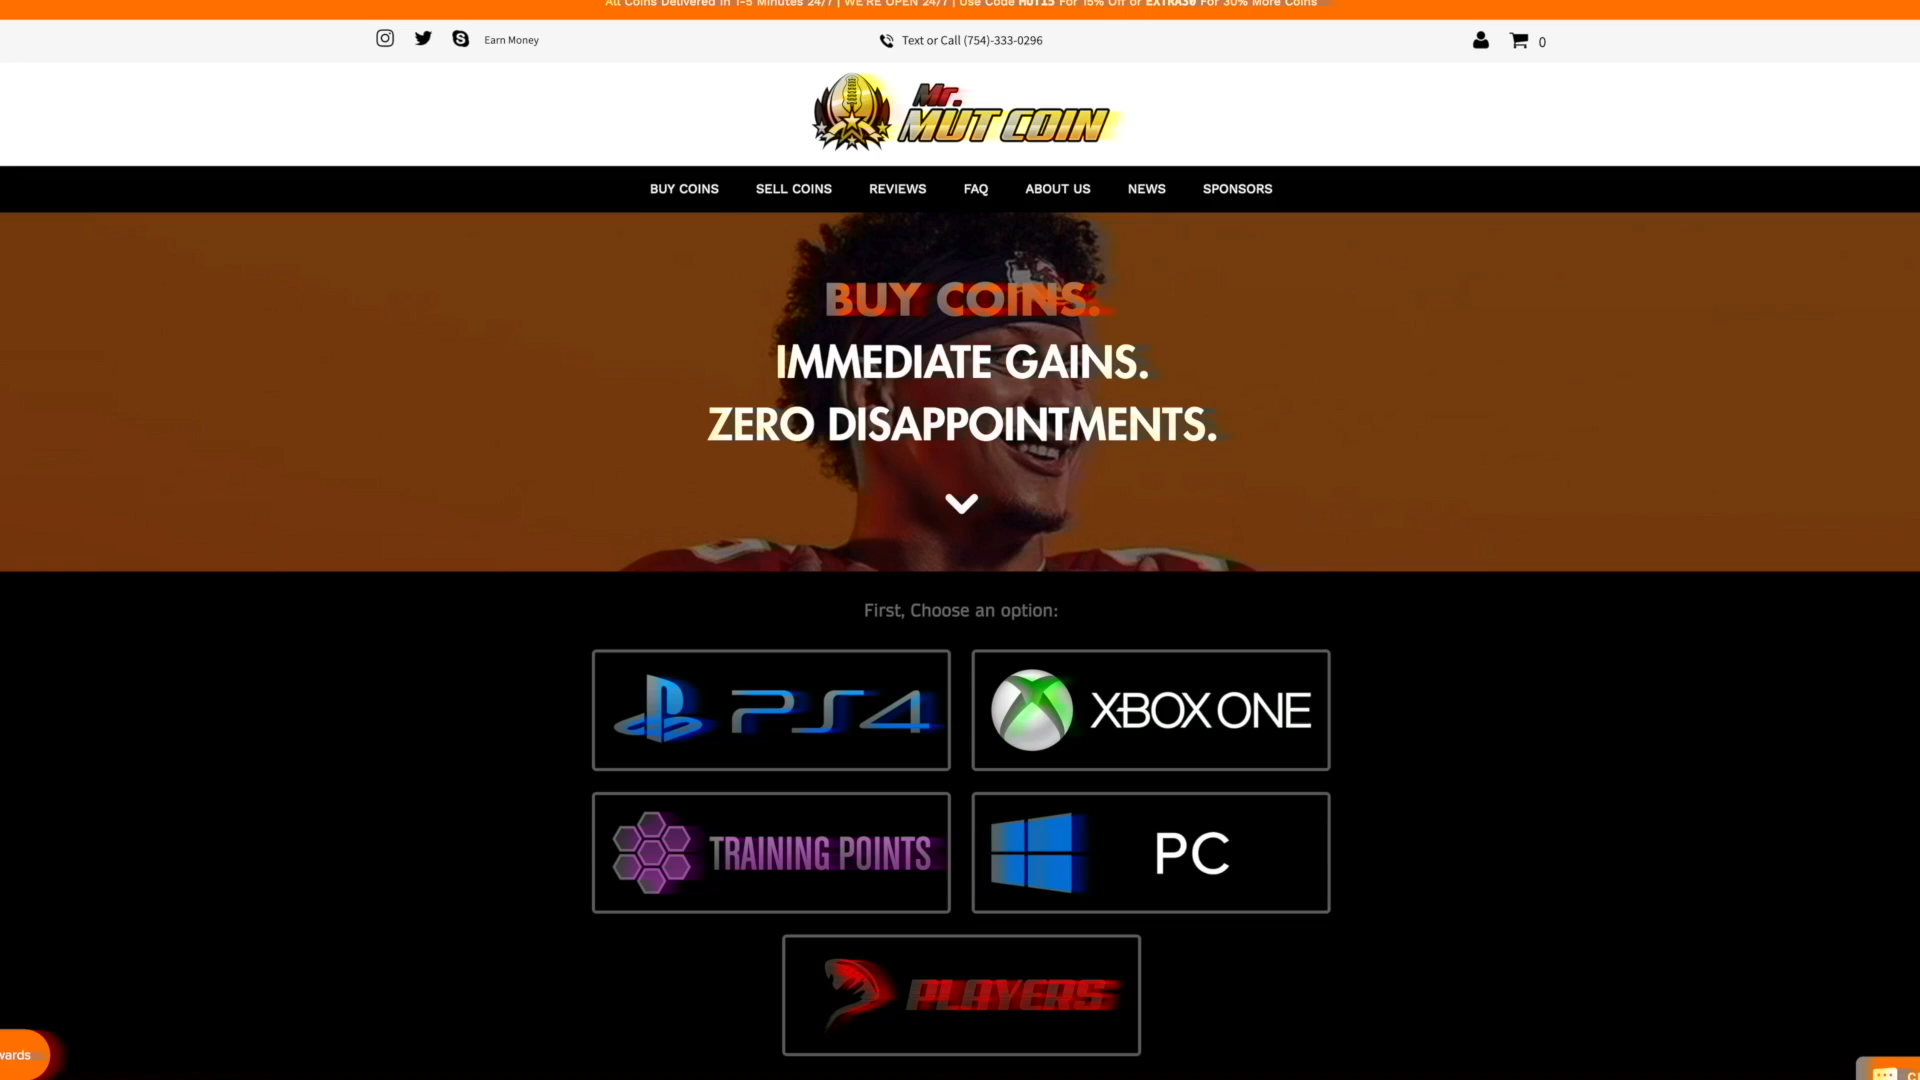 All Coins Delivered in 1-5 Minutes 24/7 | WE'RE OPEN 24/7 | Use Code MUT15 For 15% Off or EXTRA30 For 30% More Coins
Earn Money
Text or Call (754)-333-0296
0
Mr.
MUT COIN
BUY COINS SELL COINS REVIEWS FAQ ABOUT US NEWS SPONSORS
BUY COINS.
IMMEDIATE GAINS.
ZERO DISAPPOINTMENTS.
First, Choose an option:
PS4
XBOX ONE
TRAINING POINTS
PC
PLAYERS
wards